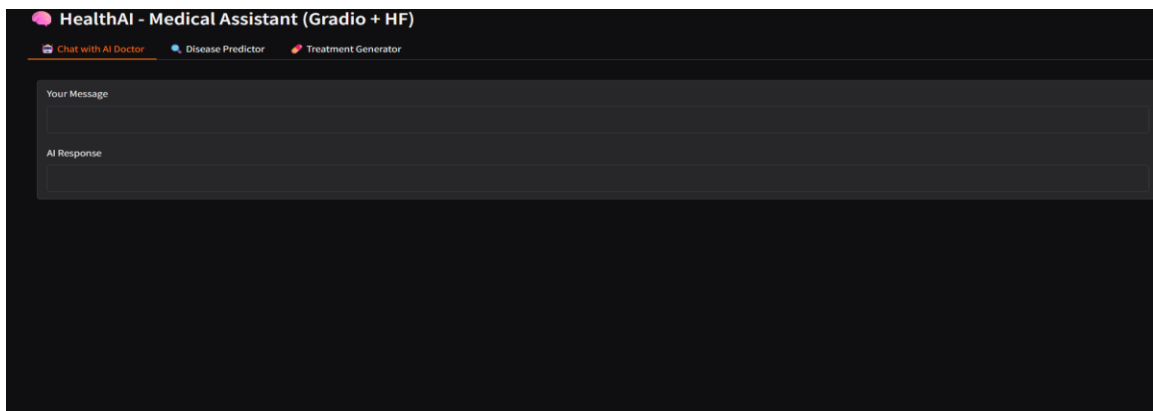 🧠 HealthAI - Medical Assistant (Gradio + HF)
Chat with AI Doctor Disease Predictor Treatment Generator
Your Message
AI Response